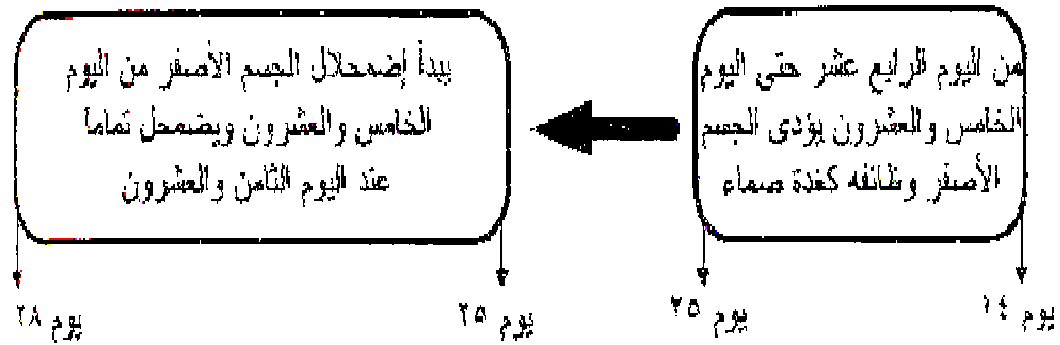 من اليوم الرابع عشر حتى اليوم
الخامس والعشرون يؤدى الجسم
الأصفر وظائفه كغدة صماء
يبدأ إضمحلال الجسم الأصفر من اليوم
الخامس والعشرون ويضمحل تماما
عند اليوم الثامن والعشرون
يوم ١٤
يوم ٢٥
يوم ٢٥
يوم ٢٨